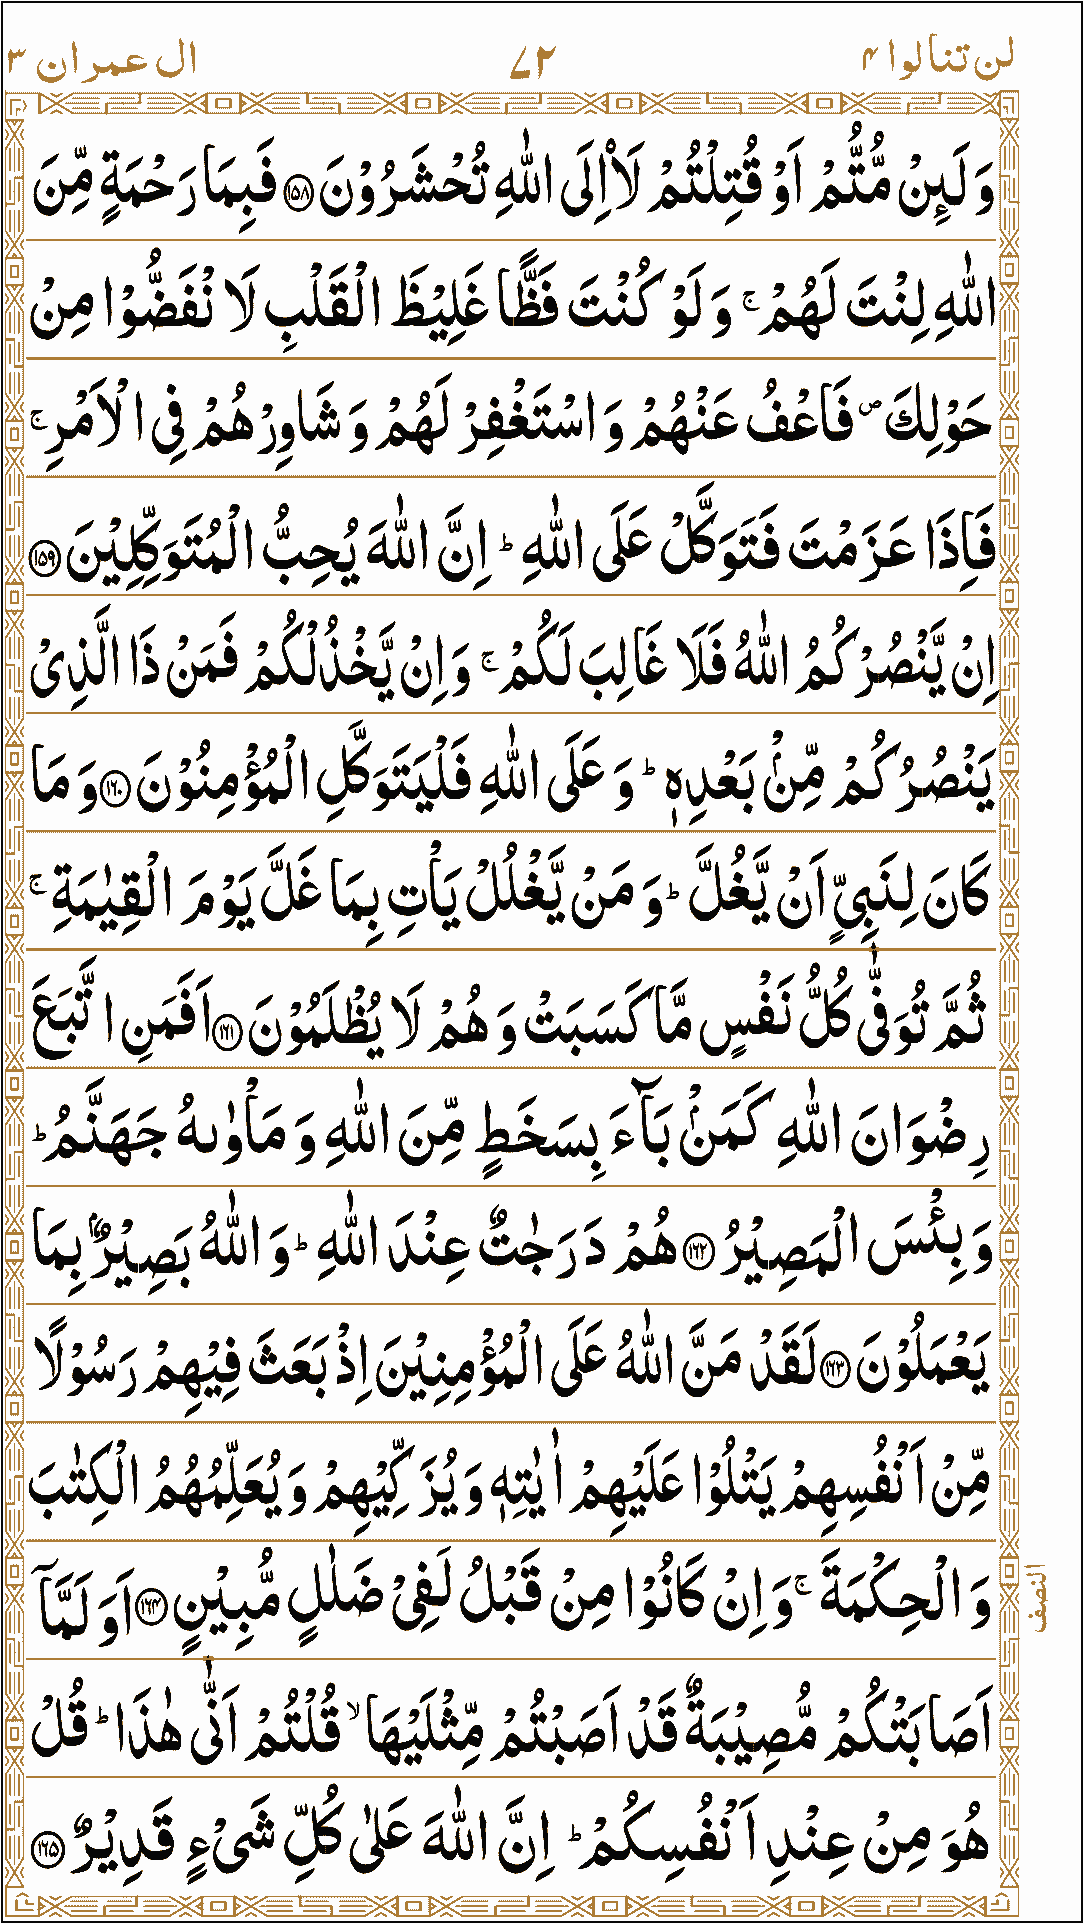 لن تنالوا ۴ ۷۲ ال عمران ۳
وَ لَىِٕنْ مُّتُّمْ اَوْ قُتِلْتُمْ لَاۡاِلَى اللّٰهِ تُحْشَرُوْنَ ﴿۱۵۸﴾ فَبِمَا رَحْمَةٍ مِّنَ
اللّٰهِ لِنْتَ لَهُمْ ۚ وَ لَوْ كُنْتَ فَظًّا غَلِيْظَ الْقَلْبِ لَا نْفَضُّوْا مِنْ
حَوْلِكَ ۪ فَاعْفُ عَنْهُمْ وَ اسْتَغْفِرْ لَهُمْ وَ شَاوِرْهُمْ فِي الْاَمْرِ ۚ
فَاِذَا عَزَمْتَ فَتَوَكَّلْ عَلَى اللّٰهِ ؕ اِنَّ اللّٰهَ يُحِبُّ الْمُتَوَكِّلِيْنَ ﴿۱۵۹﴾
اِنْ يَّنْصُرْكُمُ اللّٰهُ فَلَا غَالِبَ لَكُمْ ۚ وَ اِنْ يَّخْذُلْكُمْ فَمَنْ ذَا الَّذِيْ
يَنْصُرُكُمْ مِّنْۢ بَعْدِهٖ ؕ وَ عَلَى اللّٰهِ فَلْيَتَوَكَّلِ الْمُؤْمِنُوْنَ ﴿۱۶۰﴾ وَ مَا
كَانَ لِنَبِيٍّ اَنْ يَّغُلَّ ؕ وَ مَنْ يَّغْلُلْ يَاْتِ بِمَا غَلَّ يَوْمَ الْقِيٰمَةِ ۚ
ثُمَّ تُوَفّٰى كُلُّ نَفْسٍ مَّا كَسَبَتْ وَ هُمْ لَا يُظْلَمُوْنَ ﴿۱۶۱﴾ اَفَمَنِ اتَّبَعَ
رِضْوَانَ اللّٰهِ كَمَنْۢ بَآءَ بِسَخَطٍ مِّنَ اللّٰهِ وَ مَاْوٰىهُ جَهَنَّمُ ؕ
وَ بِئْسَ الْمَصِيْرُ ﴿۱۶۲﴾ هُمْ دَرَجٰتٌ عِنْدَ اللّٰهِ ؕ وَ اللّٰهُ بَصِيْرٌۢ بِمَا
يَعْمَلُوْنَ ﴿۱۶۳﴾ لَقَدْ مَنَّ اللّٰهُ عَلَى الْمُؤْمِنِيْنَ اِذْ بَعَثَ فِيْهِمْ رَسُوْلًا
مِّنْ اَنْفُسِهِمْ يَتْلُوْا عَلَيْهِمْ اٰيٰتِهٖ وَ يُزَكِّيْهِمْ وَ يُعَلِّمُهُمُ الْكِتٰبَ
وَ الْحِكْمَةَ ۚ وَ اِنْ كَانُوْا مِنْ قَبْلُ لَفِيْ ضَلٰلٍ مُّبِيْنٍ ﴿۱۶۴﴾ اَوَ لَمَّاۤ
اَصَابَتْكُمْ مُّصِيْبَةٌ قَدْ اَصَبْتُمْ مِّثْلَيْهَا ۙ قُلْتُمْ اَنّٰى هٰذَا ؕ قُلْ
هُوَ مِنْ عِنْدِ اَنْفُسِكُمْ ؕ اِنَّ اللّٰهَ عَلٰى كُلِّ شَيْءٍ قَدِيْرٌ ﴿۱۶۵﴾
النصف